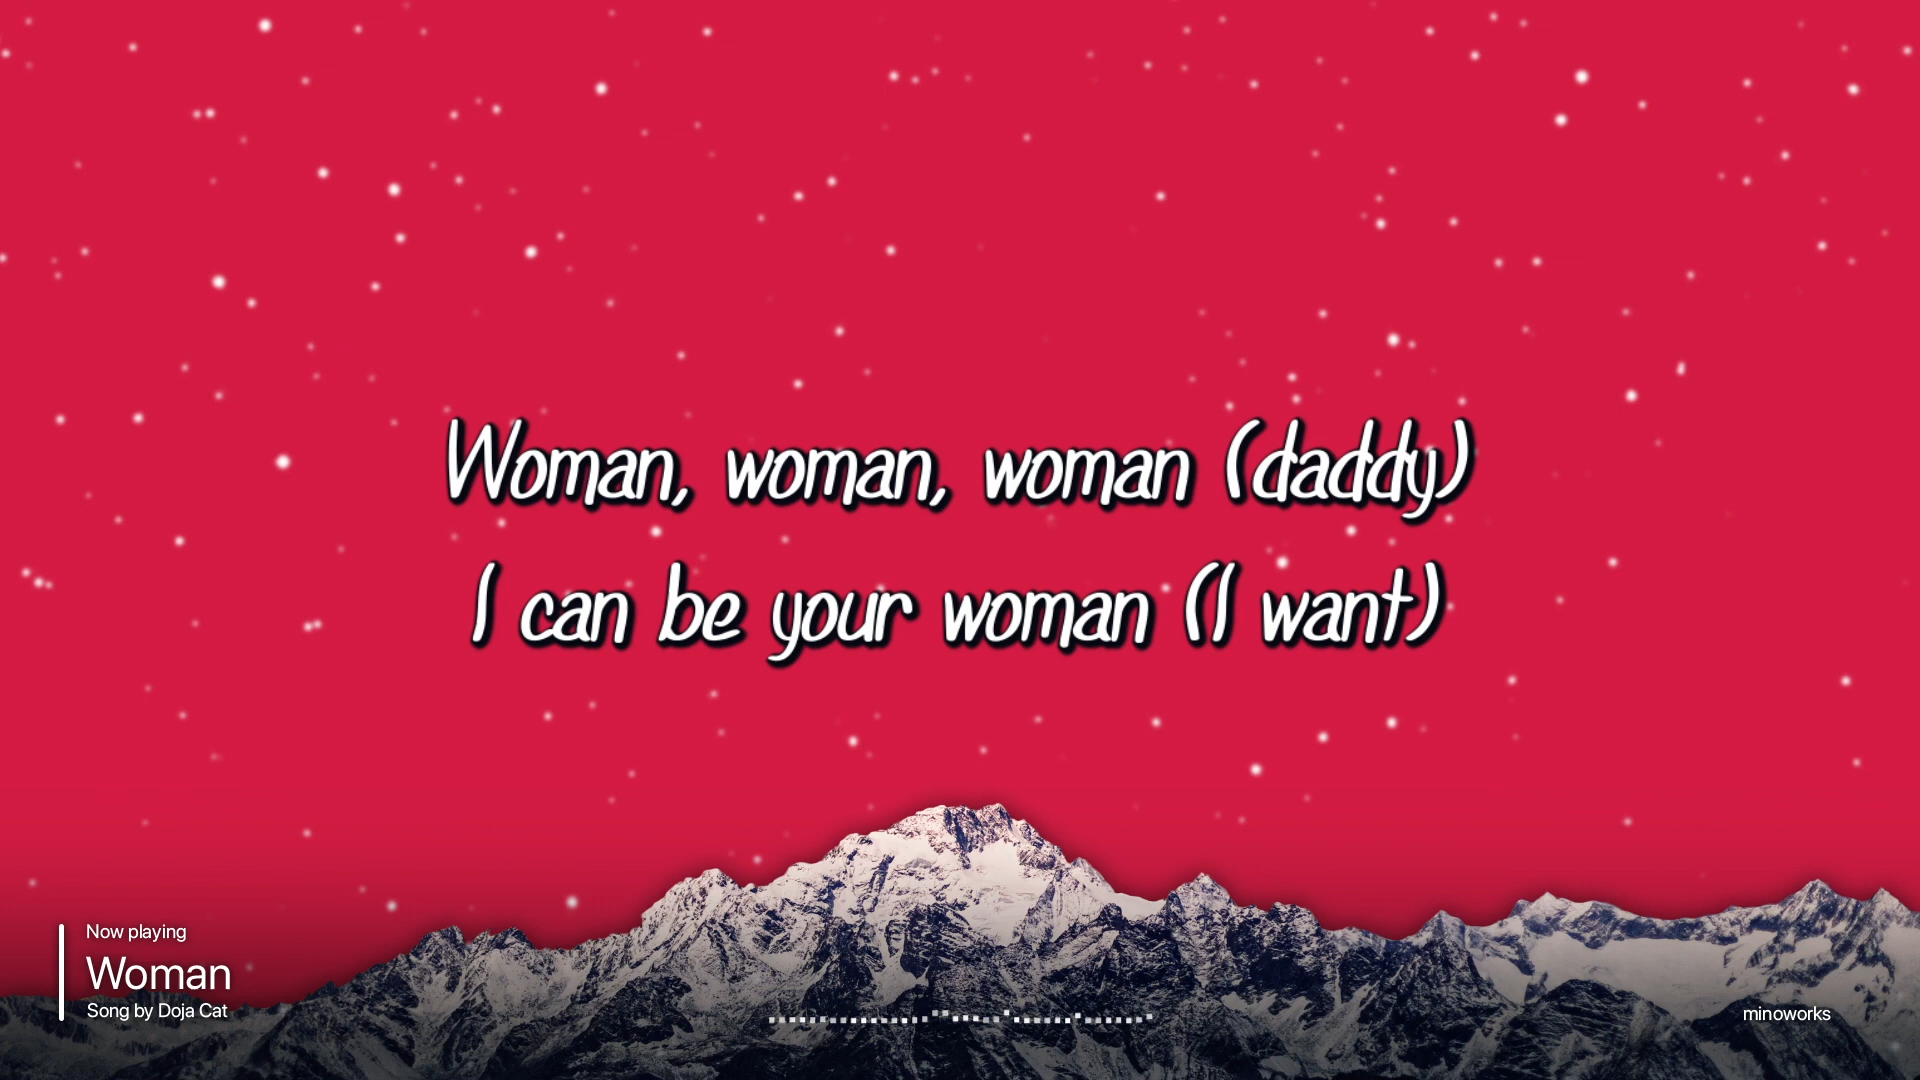 Woman, woman, woman (daddy)
I can be your woman (I want)
Now playing
Woman
Song by Doja Cat
minoworks